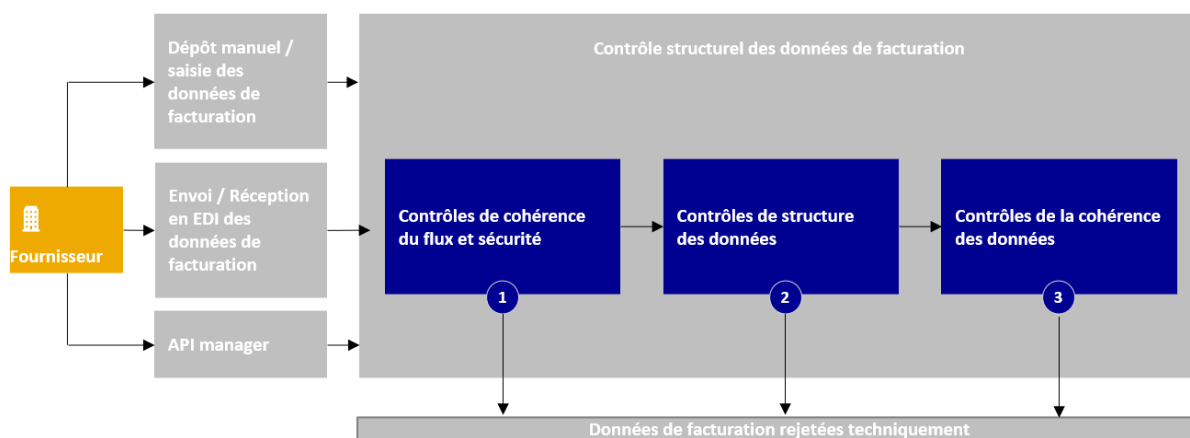 Dépôt manuel /
saisie des
données de
facturation
Contrôle structurel des données de facturation
Fournisseur
Envoi / Réception
en EDI des
données de
facturation
Contrôles de cohérence
du flux et sécurité
1
Contrôles de structure
des données
2
Contrôles de la cohérence
des données
3
API manager
Données de facturation rejetées techniquement